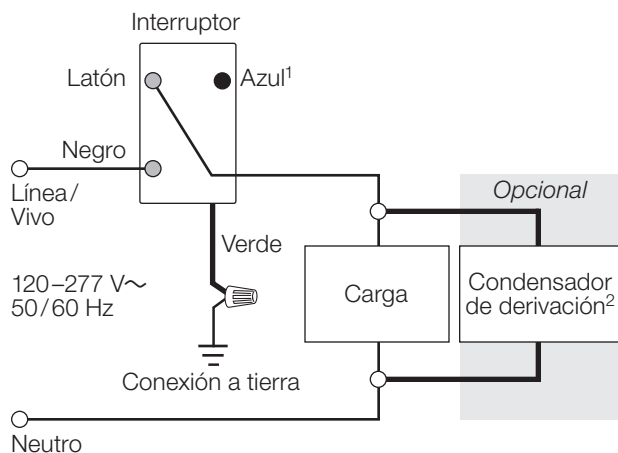 Interruptor
Latón
Azul¹
Negro
Línea/
Vivo
Opcional
Verde
120–277 V~
50/60 Hz
Carga
Condensador
de derivación²
Conexión a tierra
Neutro